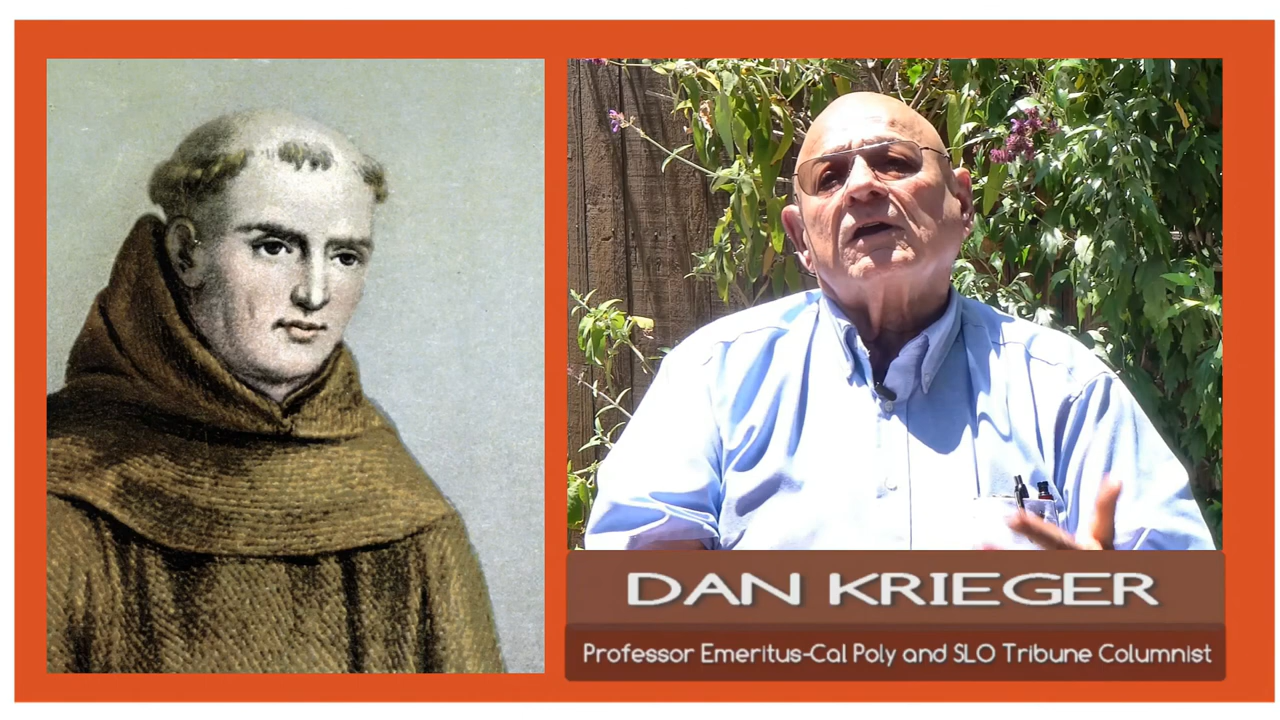 DAN KRIEGER
Professor Emeritus-Cal Poly and SLO Tribune Columnist